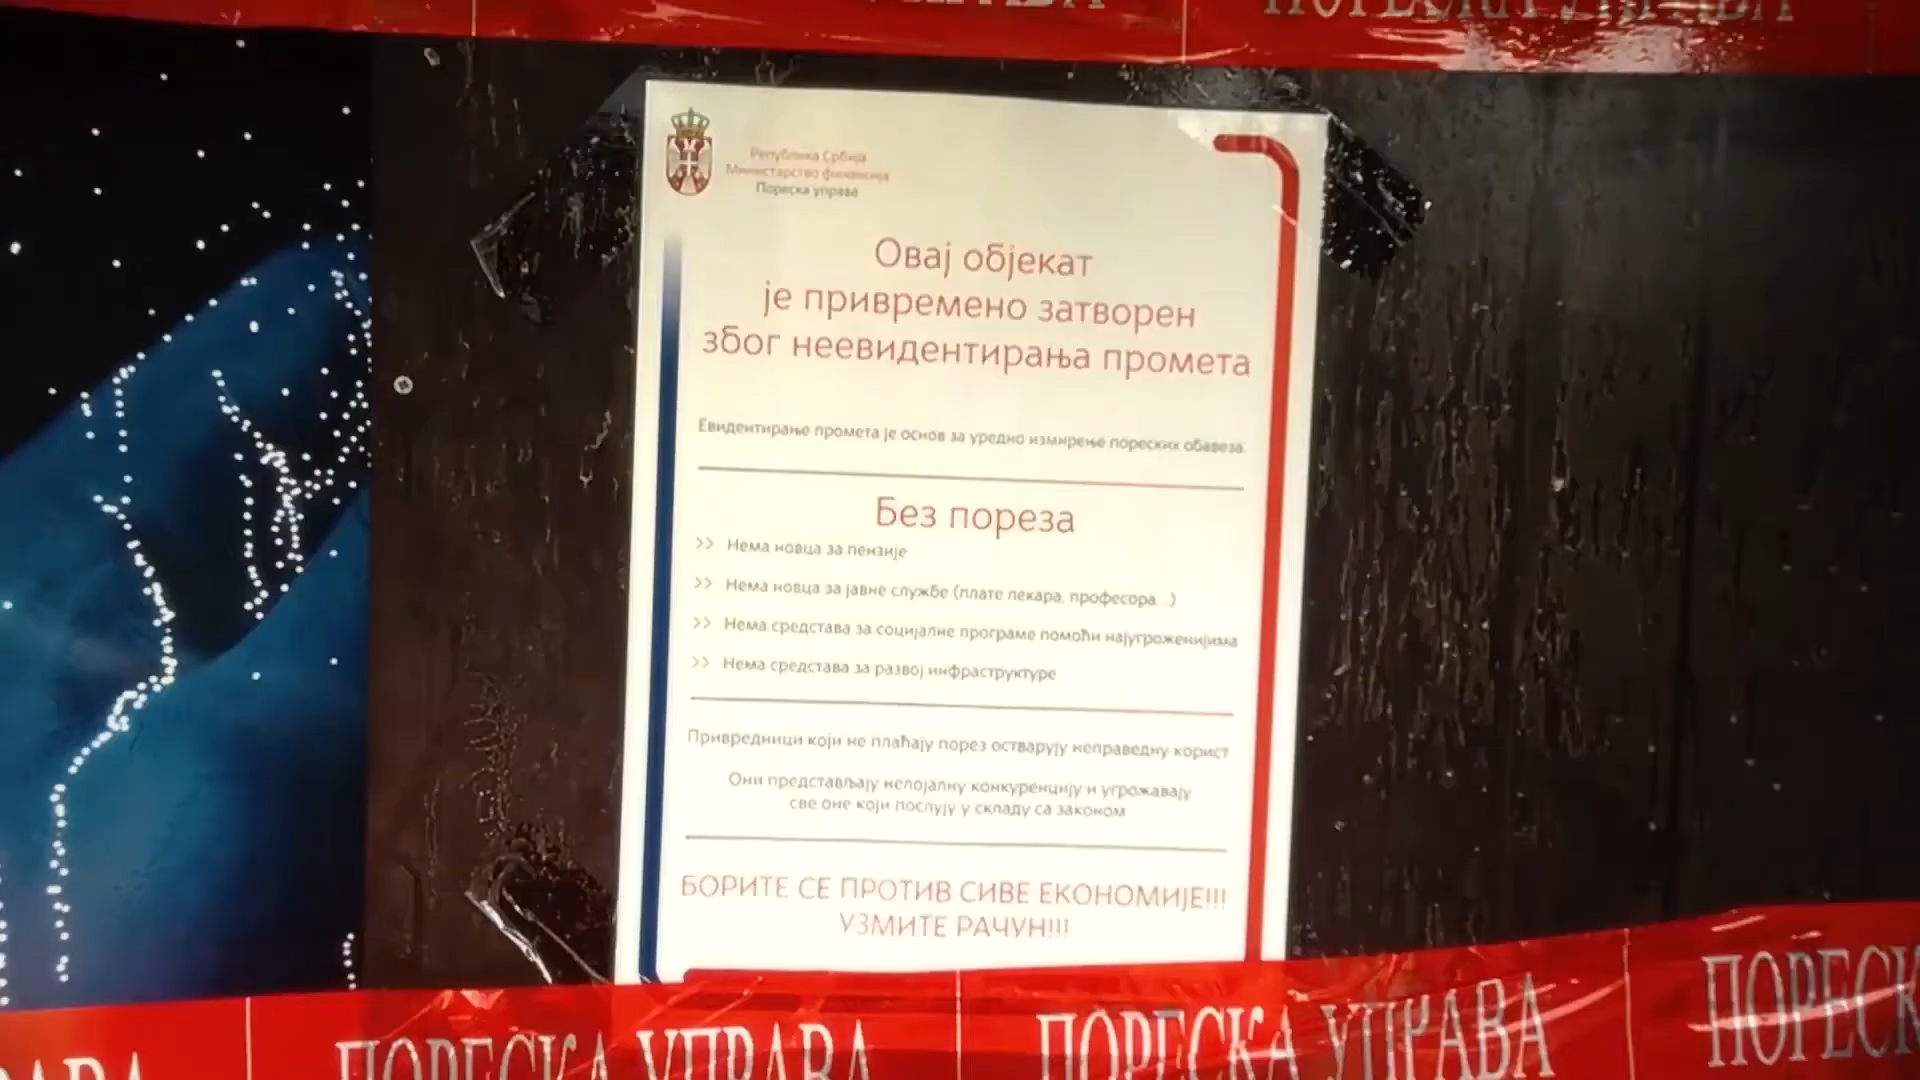 ПОРЕСКА УПРАВА
Република Србија
Министарство финансија
Пореска управа
Овај објекат
је привремено затворен
због неевидентирања промета
Евидентирање промета је основ за уредно измирење пореских обавеза.
Без пореза
>> Нема новца за пензије
>> Нема новца за јавне службе (плате лекара, професора...)
>> Нема средстава за социјалне програме помоћи најугроженијима
>> Нема средстава за развој инфраструктуре
Привредници који не плаћају порез остварују неправедну корист
Они представљају нелојалну конкуренцију и угрожавају
све оне који послују у складу са законом
БОРИТЕ СЕ ПРОТИВ СИВЕ ЕКОНОМИЈЕ!!!
УЗМИТЕ РАЧУН!!!
ПОРЕСКА УПРАВА ПОРЕСКА УПРАВА